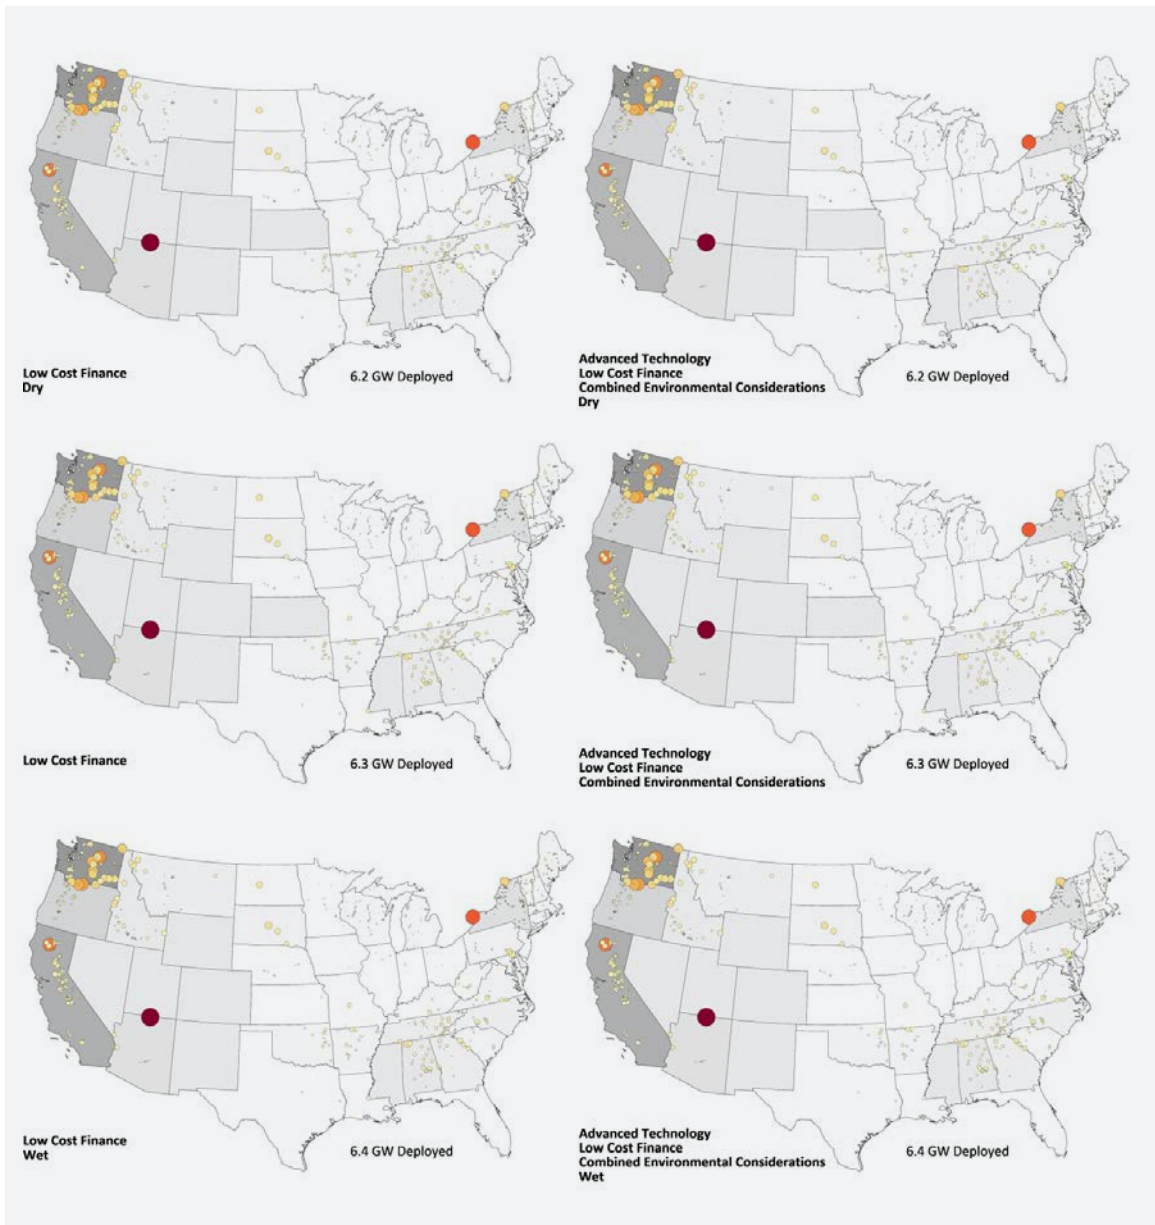 Low Cost Finance
Dry
6.2 GW Deployed
Advanced Technology
Low Cost Finance
Combined Environmental Considerations
Dry
6.2 GW Deployed
Low Cost Finance
6.3 GW Deployed
Advanced Technology
Low Cost Finance
Combined Environmental Considerations
6.3 GW Deployed
Low Cost Finance
Wet
6.4 GW Deployed
Advanced Technology
Low Cost Finance
Combined Environmental Considerations
Wet
6.4 GW Deployed